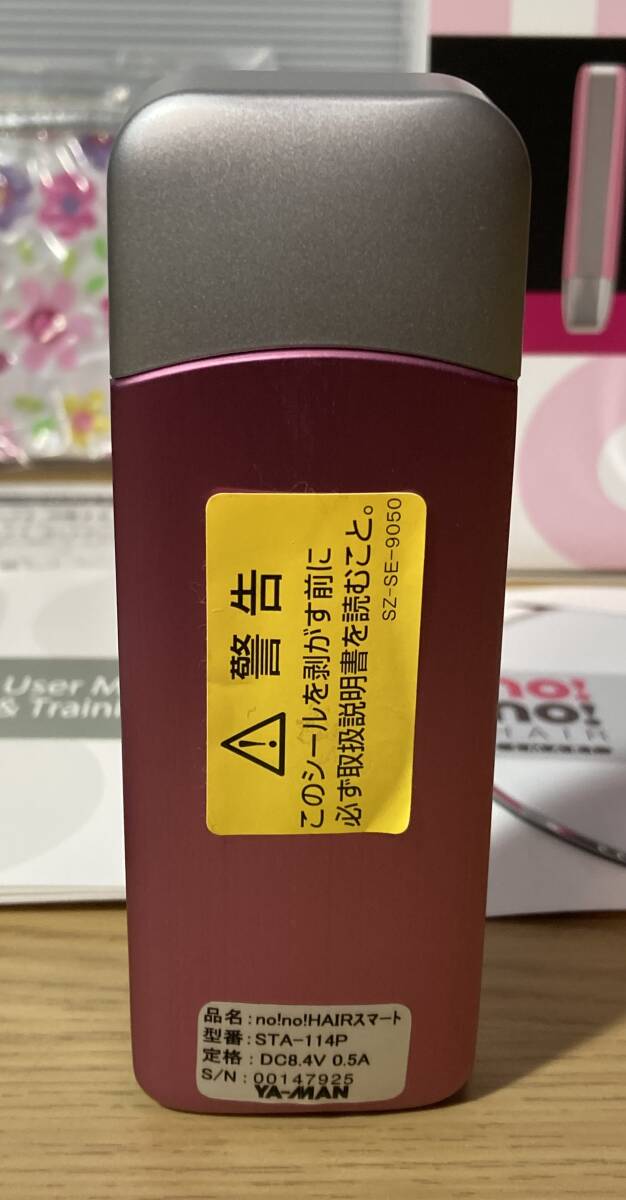 警告
このシールを剥がす前に
必ず取扱説明書を読むこと。
SZ-SE-9050
品名：no!no!HAIRスマート
型番：STA-114P
定格：DC8.4V 0.5A
S/N：00147925
YA-MAN
User M
& Traini
no!
no!
HAIR
SMART